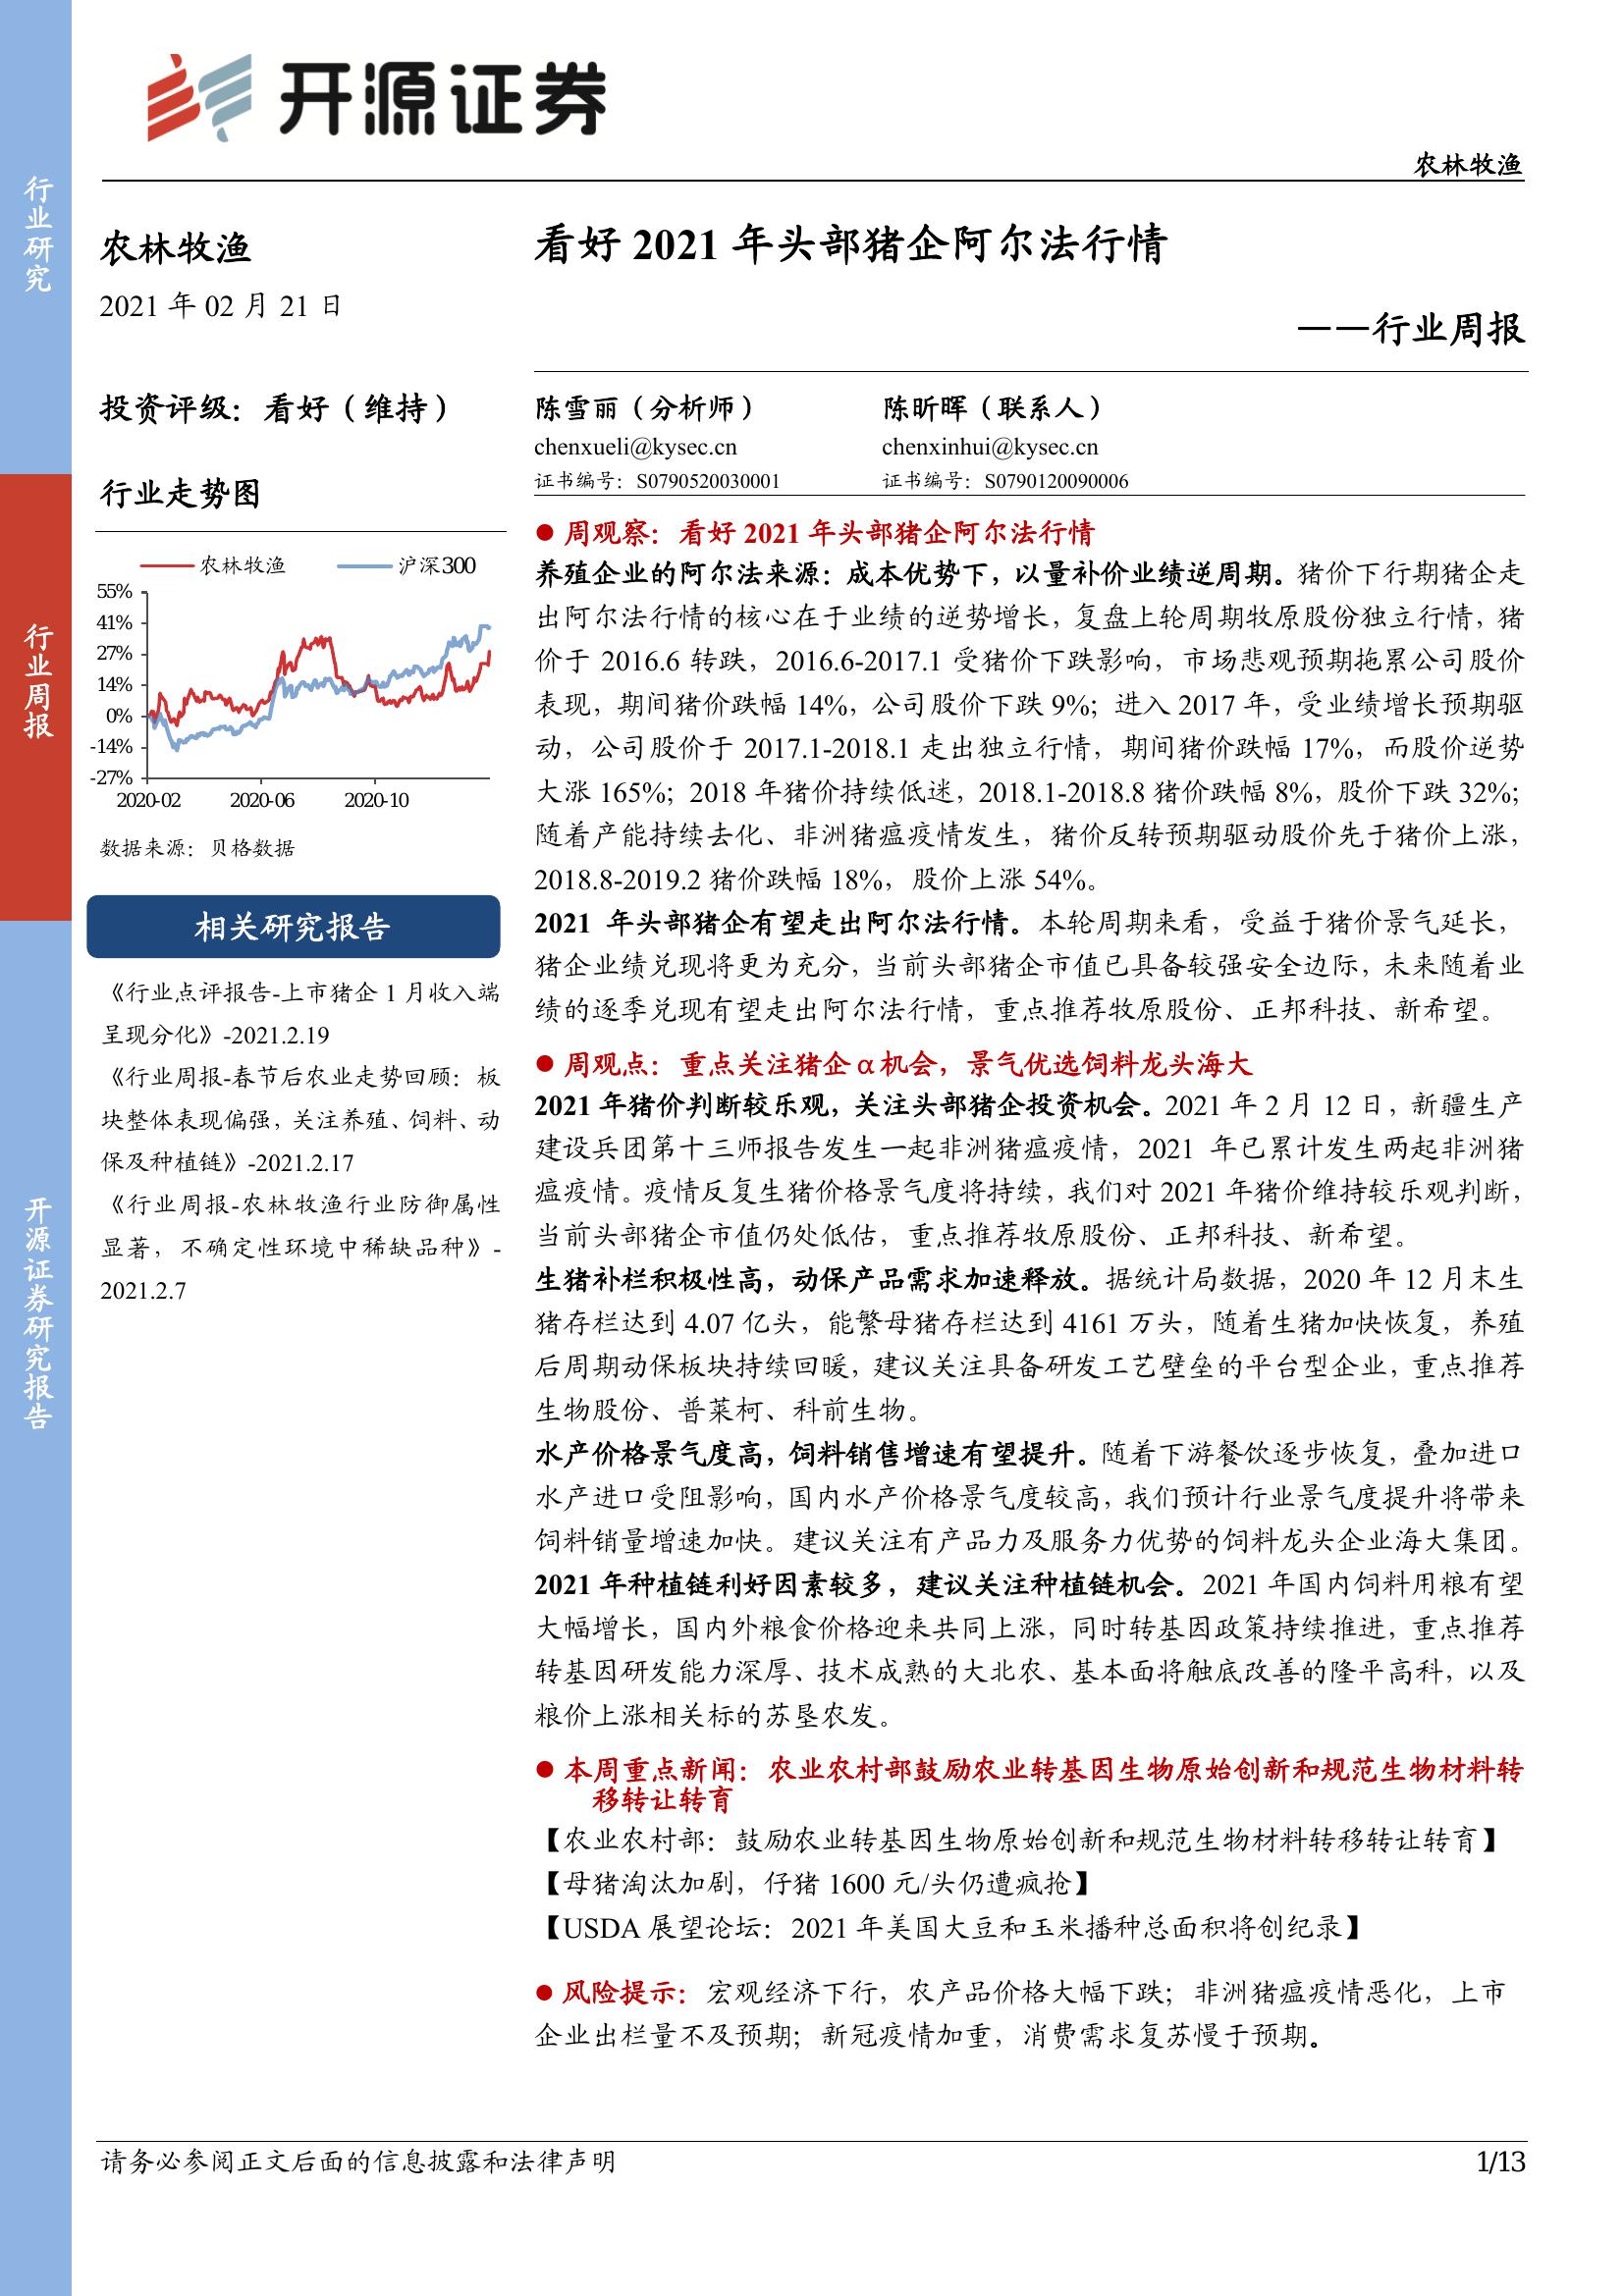 开源证券
农林牧渔
行业研究
行业周报
开源证券研究报告
农林牧渔
2021 年 02 月 21 日
投资评级：看好（维持）
行业走势图
农林牧渔 沪深300
55%
41%
27%
14%
0%
-14%
-27%
2020-02 2020-06 2020-10
数据来源：贝格数据
相关研究报告
《行业点评报告-上市猪企 1 月收入端
呈现分化》-2021.2.19
《行业周报-春节后农业走势回顾：板
块整体表现偏强，关注养殖、饲料、动
保及种植链》-2021.2.17
《行业周报-农林牧渔行业防御属性
显著，不确定性环境中稀缺品种》-
2021.2.7
看好 2021 年头部猪企阿尔法行情
——行业周报
陈雪丽（分析师） 陈昕晖（联系人）
chenxueli@kysec.cn chenxinhui@kysec.cn
证书编号：S0790520030001 证书编号：S0790120090006
● 周观察：看好 2021 年头部猪企阿尔法行情
养殖企业的阿尔法来源：成本优势下，以量补价业绩逆周期。猪价下行期猪企走
出阿尔法行情的核心在于业绩的逆势增长，复盘上轮周期牧原股份独立行情，猪
价于 2016.6 转跌，2016.6-2017.1 受猪价下跌影响，市场悲观预期拖累公司股价
表现，期间猪价跌幅 14%，公司股价下跌 9%；进入 2017 年，受业绩增长预期驱
动，公司股价于 2017.1-2018.1 走出独立行情，期间猪价跌幅 17%，而股价逆势
大涨 165%；2018 年猪价持续低迷，2018.1-2018.8 猪价跌幅 8%，股价下跌 32%；
随着产能持续去化、非洲猪瘟疫情发生，猪价反转预期驱动股价先于猪价上涨，
2018.8-2019.2 猪价跌幅 18%，股价上涨 54%。
2021 年头部猪企有望走出阿尔法行情。本轮周期来看，受益于猪价景气延长，
猪企业绩兑现将更为充分，当前头部猪企市值已具备较强安全边际，未来随着业
绩的逐季兑现有望走出阿尔法行情，重点推荐牧原股份、正邦科技、新希望。
● 周观点：重点关注猪企 α 机会，景气优选饲料龙头海大
2021 年猪价判断较乐观，关注头部猪企投资机会。2021 年 2 月 12 日，新疆生产
建设兵团第十三师报告发生一起非洲猪瘟疫情，2021 年已累计发生两起非洲猪
瘟疫情。疫情反复生猪价格景气度将持续，我们对 2021 年猪价维持较乐观判断，
当前头部猪企市值仍处低估，重点推荐牧原股份、正邦科技、新希望。
生猪补栏积极性高，动保产品需求加速释放。据统计局数据，2020 年 12 月末生
猪存栏达到 4.07 亿头，能繁母猪存栏达到 4161 万头，随着生猪加快恢复，养殖
后周期动保板块持续回暖，建议关注具备研发工艺壁垒的平台型企业，重点推荐
生物股份、普莱柯、科前生物。
水产价格景气度高，饲料销售增速有望提升。随着下游餐饮逐步恢复，叠加进口
水产进口受阻影响，国内水产价格景气度较高，我们预计行业景气度提升将带来
饲料销量增速加快。建议关注有产品力及服务力优势的饲料龙头企业海大集团。
2021 年种植链利好因素较多，建议关注种植链机会。2021 年国内饲料用粮有望
大幅增长，国内外粮食价格迎来共同上涨，同时转基因政策持续推进，重点推荐
转基因研发能力深厚、技术成熟的大北农、基本面将触底改善的隆平高科，以及
粮价上涨相关标的苏垦农发。
● 本周重点新闻：农业农村部鼓励农业转基因生物原始创新和规范生物材料转
移转让转育
【农业农村部：鼓励农业转基因生物原始创新和规范生物材料转移转让转育】
【母猪淘汰加剧，仔猪 1600 元/头仍遭疯抢】
【USDA 展望论坛：2021 年美国大豆和玉米播种总面积将创纪录】
● 风险提示：宏观经济下行，农产品价格大幅下跌；非洲猪瘟疫情恶化，上市
企业出栏量不及预期；新冠疫情加重，消费需求复苏慢于预期。
请务必参阅正文后面的信息披露和法律声明 1/13